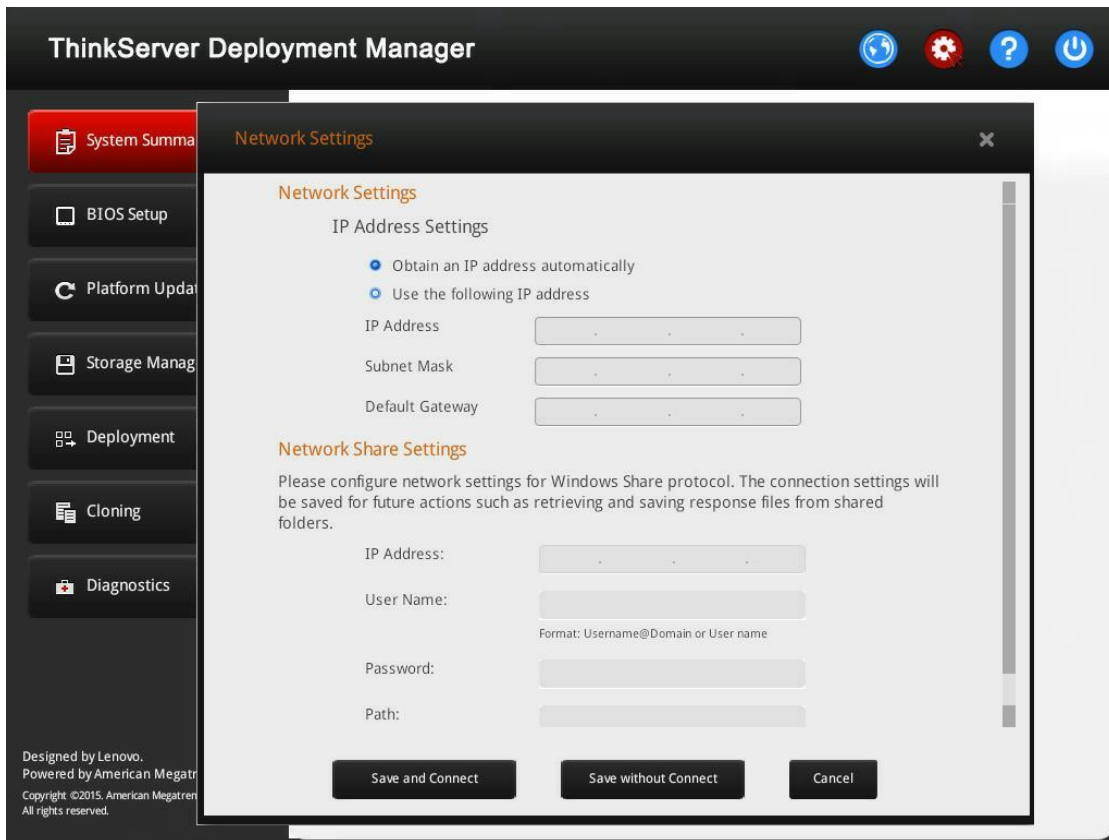 ThinkServer Deployment Manager
System Summa
BIOS Setup
Platform Updat
Storage Manag
Deployment
Cloning
Diagnostics
Designed by Lenovo.
Powered by American Megatr
Copyright ©2015. American Megatren
All rights reserved.
Network Settings
Network Settings
IP Address Settings
Obtain an IP address automatically
Use the following IP address
IP Address
Subnet Mask
Default Gateway
Network Share Settings
Please configure network settings for Windows Share protocol. The connection settings will
be saved for future actions such as retrieving and saving response files from shared
folders.
IP Address:
User Name:
Format: Username@Domain or User name
Password:
Path:
Save and Connect
Save without Connect
Cancel